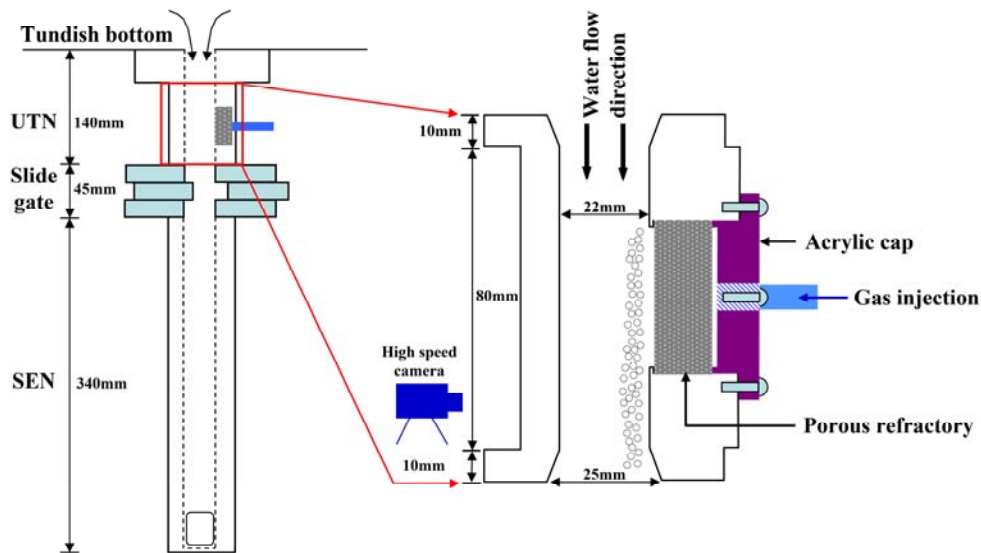 Tundish bottom
UTN
140mm
Slide
gate
45mm
SEN
340mm
Water flow
direction
10mm
22mm
80mm
High speed
camera
10mm
25mm
Acrylic cap
Gas injection
Porous refractory